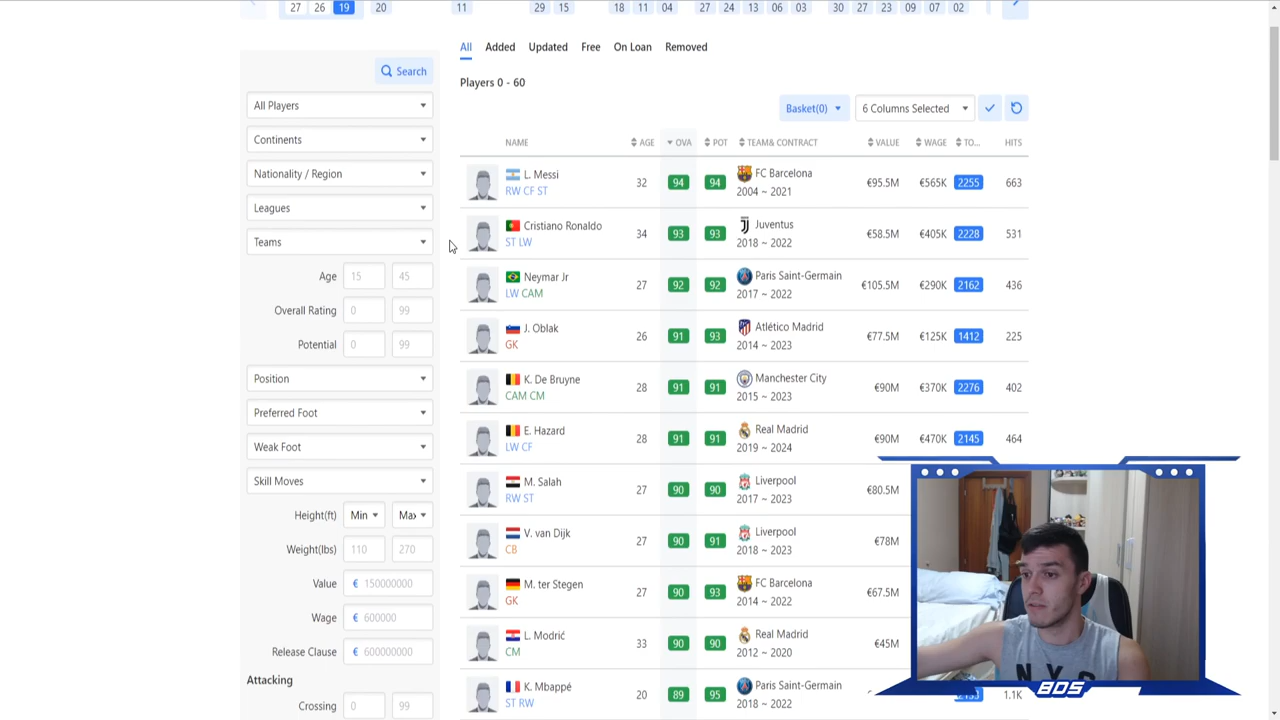 27 26 19 20 11 29 15 18 11 04 27 24 13 06 03 30 27 23 09 07 02
All Added Updated Free On Loan Removed
Search
Players 0 - 60
All Players
Basket(0) 6 Columns Selected
Continents
NAME AGE OVA POT TEAM& CONTRACT VALUE WAGE TO... HITS
Nationality / Region
L. Messi 32 94 94 FC Barcelona €95.5M €565K 2255 663
RW CF ST 2004 ~ 2021
Leagues
Cristiano Ronaldo 34 93 93 Juventus €58.5M €405K 2228 531
ST LW 2018 ~ 2022
Teams
Age 15 45
Neymar Jr 27 92 92 Paris Saint-Germain €105.5M €290K 2162 436
LW CAM 2017 ~ 2022
Overall Rating 0 99
J. Oblak 26 91 93 Atlético Madrid €77.5M €125K 1412 225
GK 2014 ~ 2023
Potential 0 99
Position
K. De Bruyne 28 91 91 Manchester City €90M €370K 2276 402
CAM CM 2015 ~ 2023
Preferred Foot
E. Hazard 28 91 91 Real Madrid €90M €470K 2145 464
LW CF 2019 ~ 2024
Weak Foot
Skill Moves
M. Salah 27 90 90 Liverpool €80.5M
RW ST 2017 ~ 2023
Height(ft) Min Max
V. van Dijk 27 90 91 Liverpool €78M
CB 2018 ~ 2023
Weight(lbs) 110 270
Value € 150000000
M. ter Stegen 27 90 93 FC Barcelona €67.5M
GK 2014 ~ 2022
Wage € 600000
L. Modrić 33 90 90 Real Madrid €45M
CM 2012 ~ 2020
Release Clause € 600000000
Attacking
K. Mbappé 20 89 95 Paris Saint-Germain 1.1K
ST RW 2018 ~ 2022
Crossing 0 99
NYC
BDS